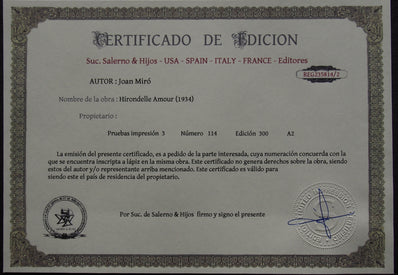 CERTIFICADO DE EDICION
Suc. Salerno & Hijos - USA - SPAIN - ITALY - FRANCE - Editores
REG235814/2
AUTOR : Joan Miró
Nombre de la obra : Hirondelle Amour (1934)
Propietario :
Pruebas impresión 3 Número 114 Edición 300 A2
La emisión del presente certificado, es a pedido de la parte interesada, cuya numeración concuerda con la
que se encuentra inscripta a lápiz en la misma obra. Este certificado no genera derechos sobre la obra, siendo
estos del autor y/o representante arriba mencionado. Este certificado es válido para
siendo este el país de residencia del propietario.
Por Suc. de Salerno & Hijos firmo y signo el presente